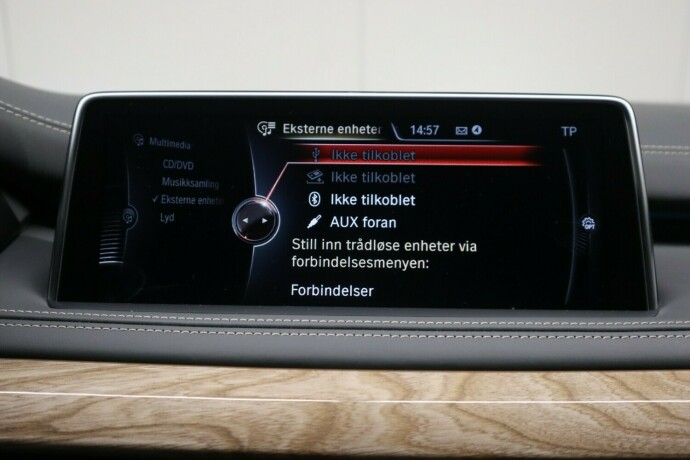 Eksterne enheter
14:57
TP
Multimedia
CD/DVD
Musikksamling
Eksterne enhete
Lyd
Ikke tilkoblet
Ikke tilkoblet
Ikke tilkoblet
AUX foran
Still inn trådløse enheter via
forbindelsesmenyen:
Forbindelser